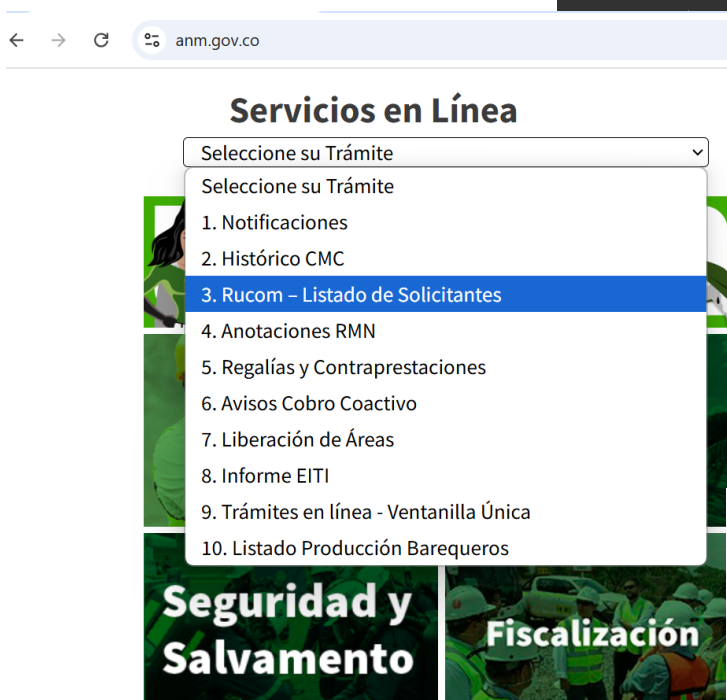 anm.gov.co
Servicios en Línea
Seleccione su Trámite
Seleccione su Trámite
1. Notificaciones
2. Histórico CMC
3. Rucom – Listado de Solicitantes
4. Anotaciones RMN
5. Regalías y Contraprestaciones
6. Avisos Cobro Coactivo
7. Liberación de Áreas
8. Informe EITI
9. Trámites en línea - Ventanilla Única
10. Listado Producción Barequeros
Seguridad y
Salvamento
Fiscalización